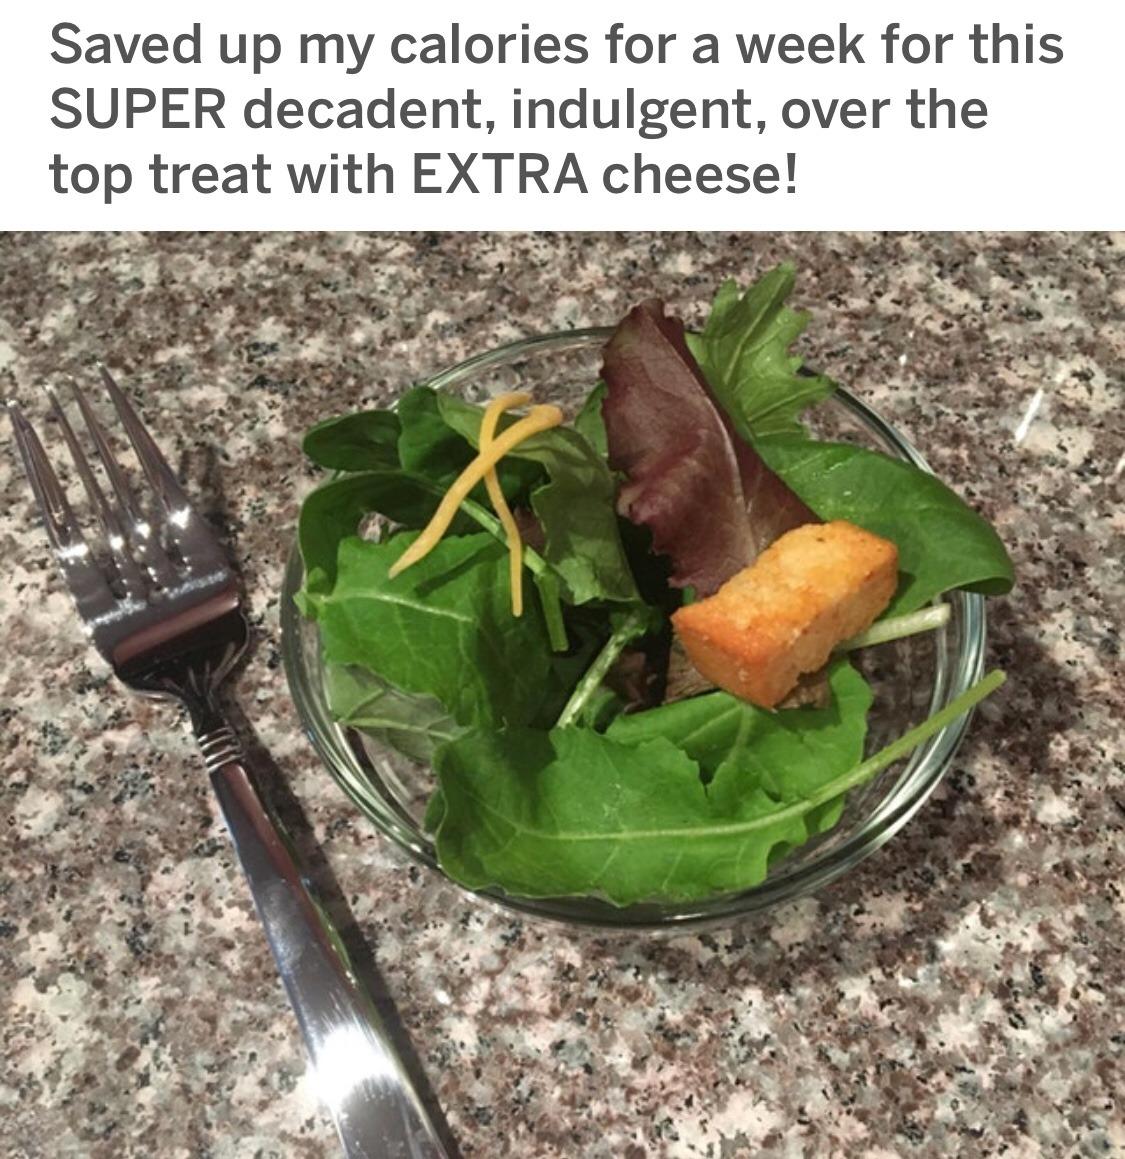 Saved up my calories for a week for this
SUPER decadent, indulgent, over the
top treat with EXTRA cheese!